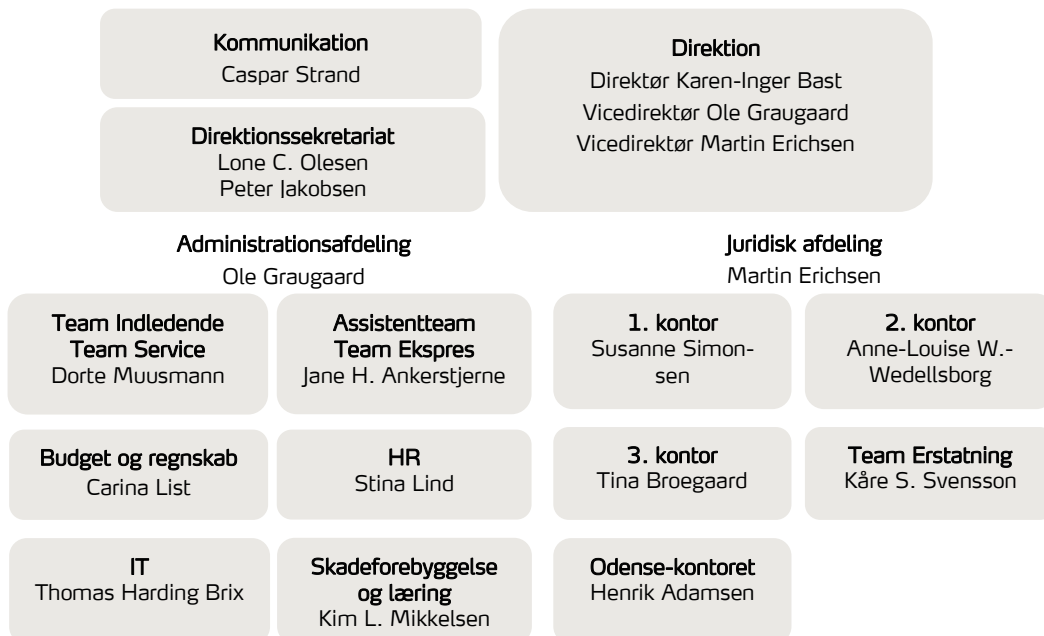 Kommunikation
Caspar Strand
Direktionssekretariat
Lone C. Olesen
Peter Jakobsen
Direktion
Direktør Karen-Inger Bast
Vicedirektør Ole Graugaard
Vicedirektør Martin Erichsen
Administrationsafdeling
Ole Graugaard
Team Indledende
Team Service
Dorte Muusmann
Assistentteam
Team Ekspres
Jane H. Ankerstjerne
Budget og regnskab
Carina List
HR
Stina Lind
IT
Thomas Harding Brix
Skadeforebyggelse
og læring
Kim L. Mikkelsen
Juridisk afdeling
Martin Erichsen
1. kontor
Susanne Simon-
sen
2. kontor
Anne-Louise W.-
Wedellsborg
3. kontor
Tina Broegaard
Team Erstatning
Kåre S. Svensson
Odense-kontoret
Henrik Adamsen